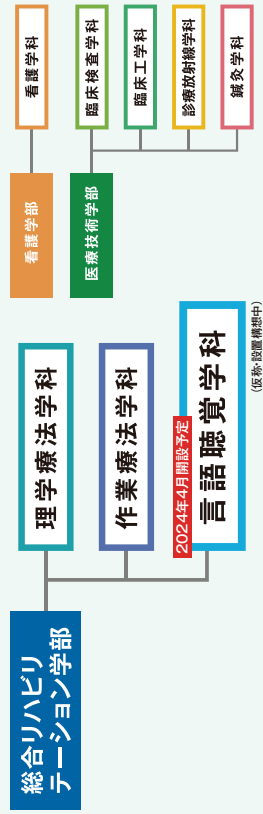 総合リハビリ
テーション学部
理学療法学科
作業療法学科
2024年4月開設予定
言語聴覚学科
(仮称・設置構想中)
看護学部
看護学科
医療技術学部
臨床検査学科
臨床工学科
診療放射線学科
鍼灸学科